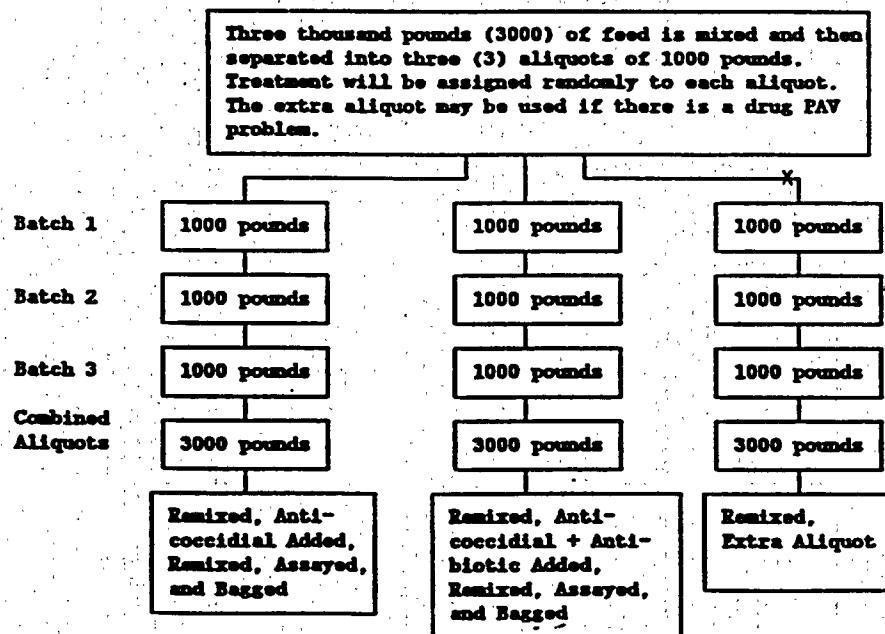 Three thousand pounds (3000) of feed is mixed and then
separated into three (3) aliquots of 1000 pounds.
Treatment will be assigned randomly to each aliquot.
The extra aliquot may be used if there is a drug PAV
problem.
X
Batch 1 1000 pounds 1000 pounds 1000 pounds
Batch 2 1000 pounds 1000 pounds 1000 pounds
Batch 3 1000 pounds 1000 pounds 1000 pounds
Combined
Aliquots 3000 pounds 3000 pounds 3000 pounds
Remixed, Anti-
coccidial Added,
Remixed, Assayed,
and Bagged
Remixed, Anti-
coccidial + Anti-
biotic Added,
Remixed, Assayed,
and Bagged
Remixed,
Extra Aliquot